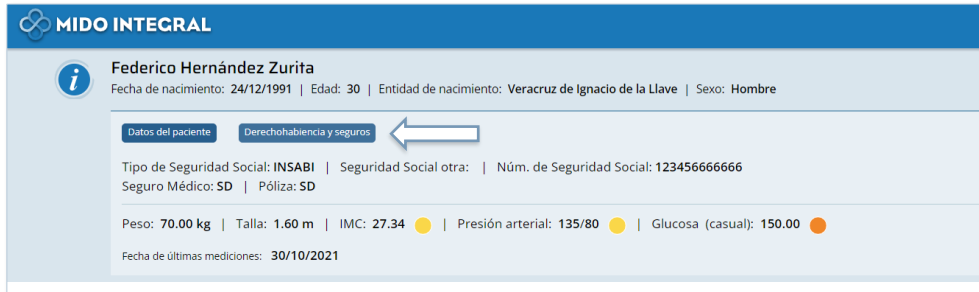 MIDO INTEGRAL
Federico Hernández Zurita
Fecha de nacimiento: 24/12/1991 | Edad: 30 | Entidad de nacimiento: Veracruz de Ignacio de la Llave | Sexo: Hombre
Datos del paciente Derechohabiencia y seguros
Tipo de Seguridad Social: INSABI | Seguridad Social otra: | Núm. de Seguridad Social: 123456666666
Seguro Médico: SD | Póliza: SD
Peso: 70.00 kg | Talla: 1.60 m | IMC: 27.34 | Presión arterial: 135/80 | Glucosa (casual): 150.00
Fecha de últimas mediciones: 30/10/2021